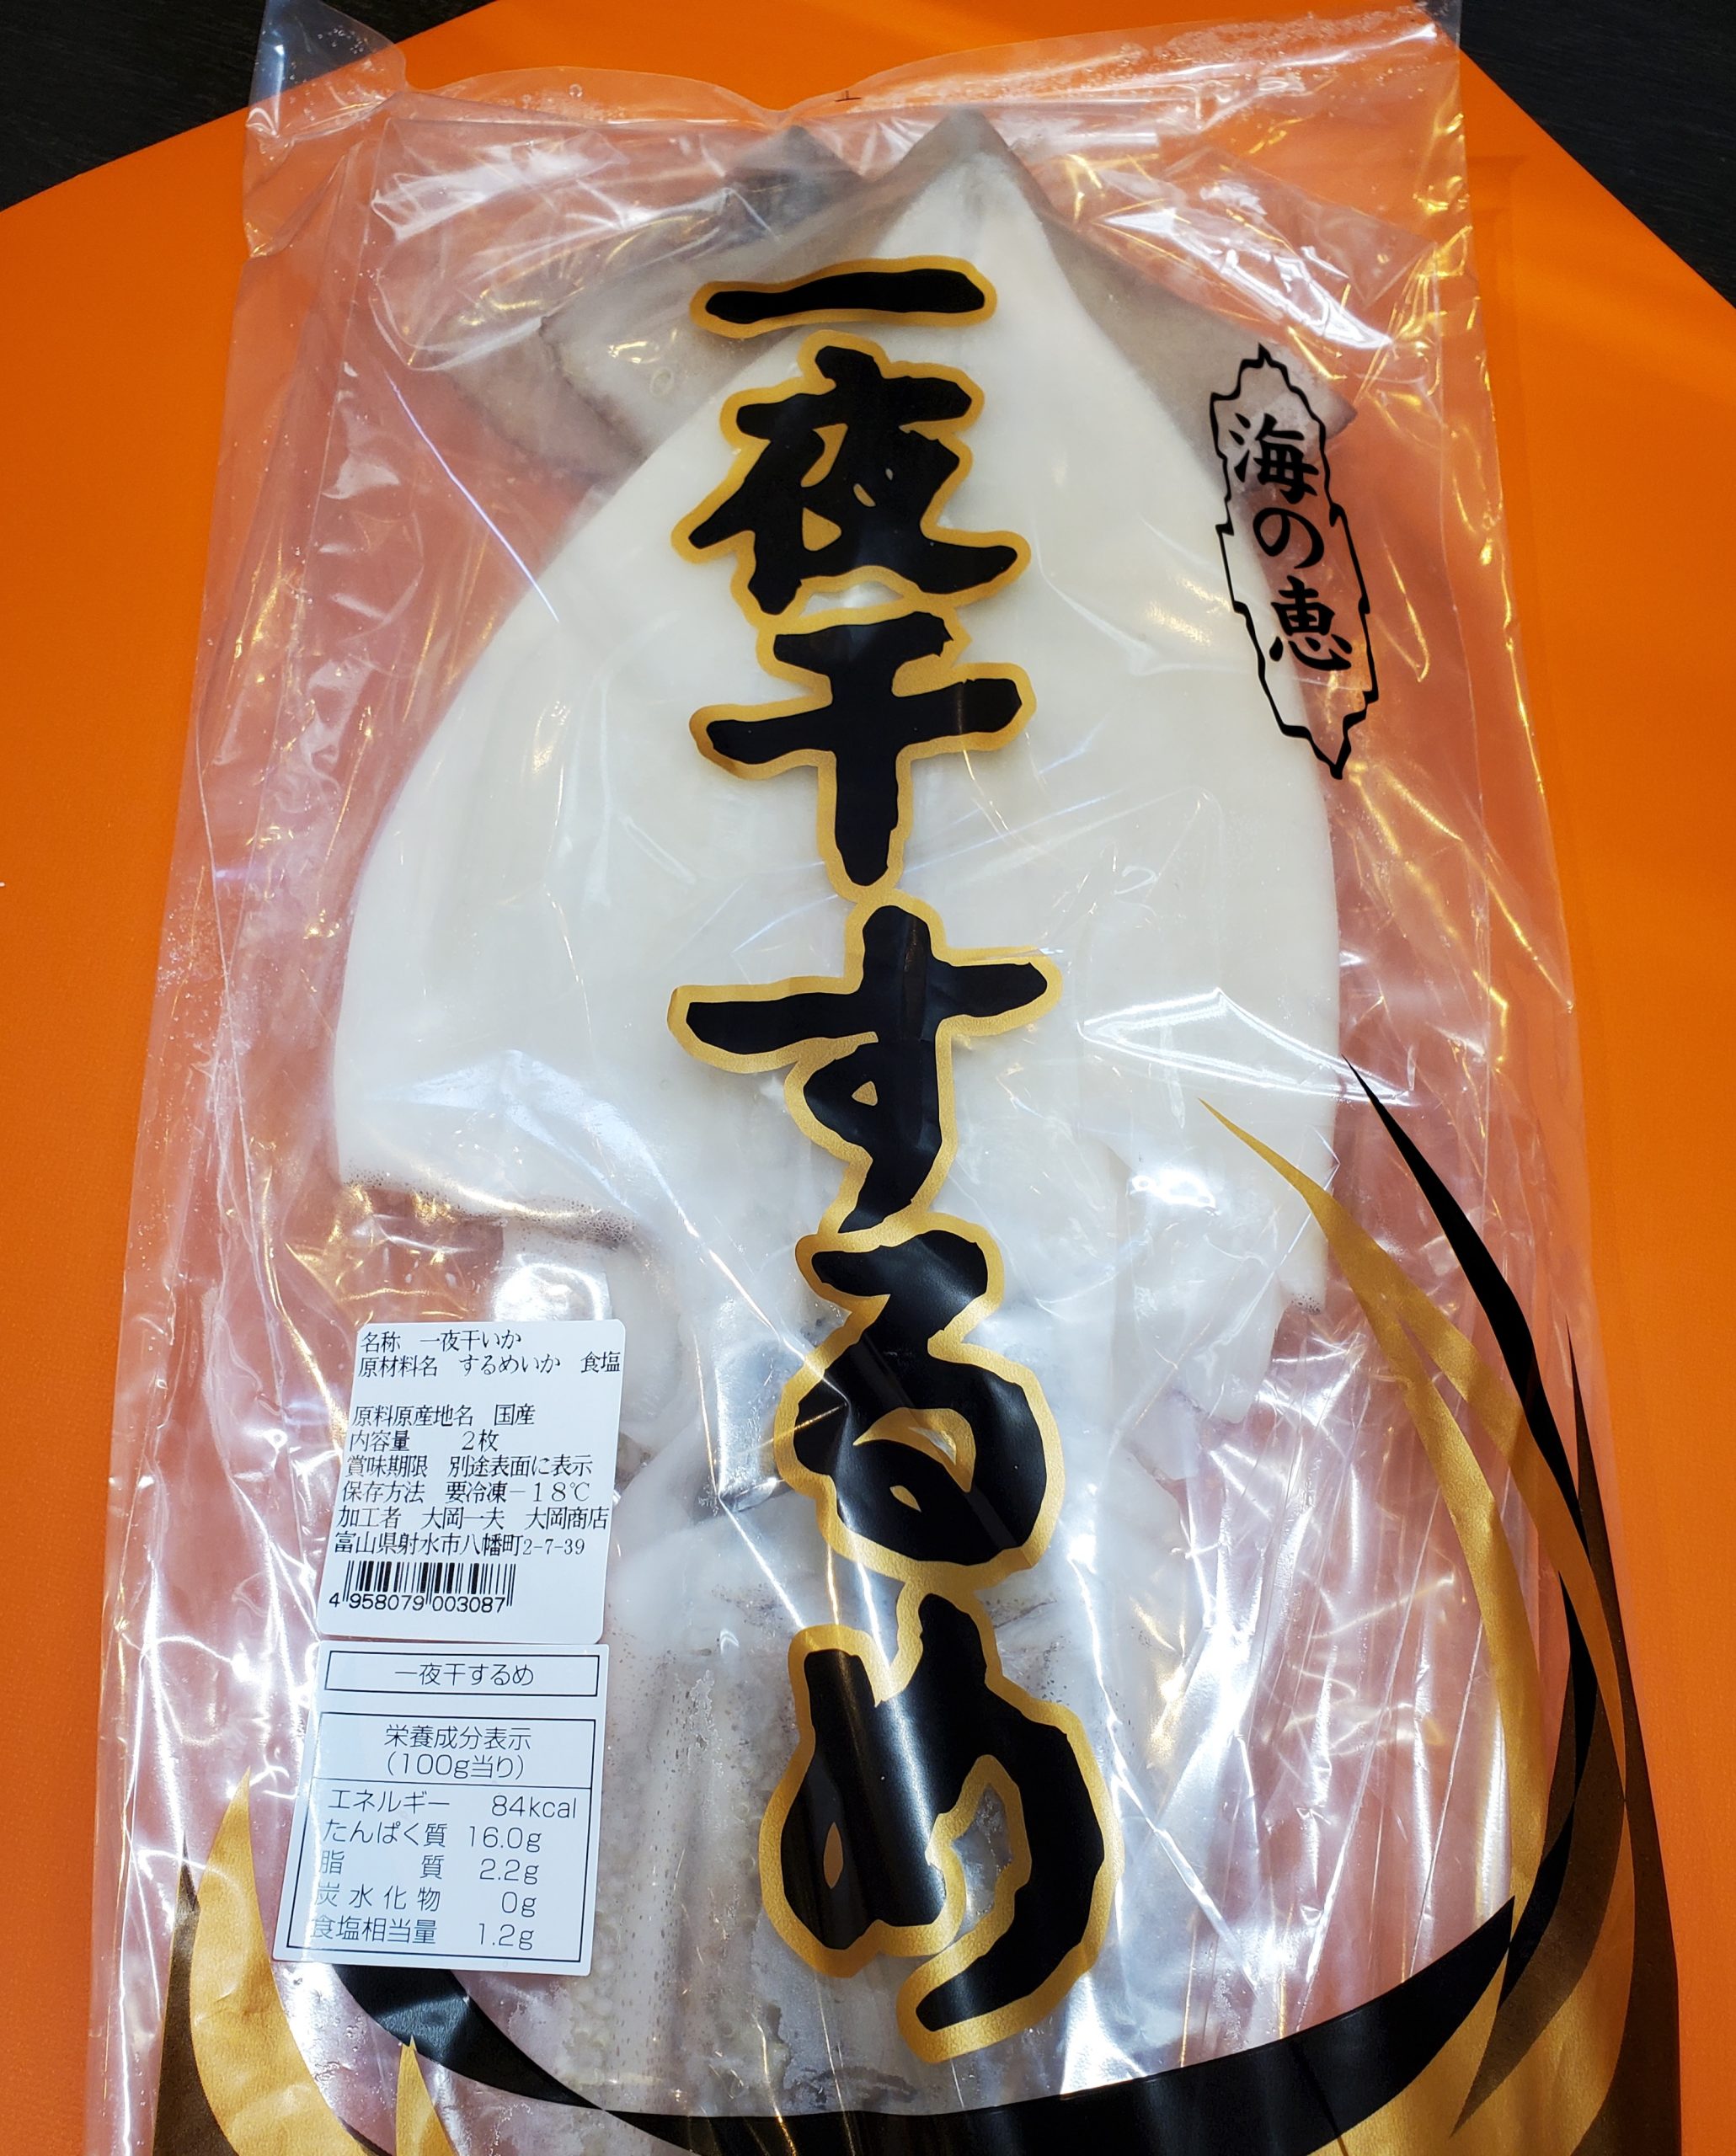 一夜干するめ
海の恵
名称 一夜干いか
原材料名 するめいか 食塩
原料原産地名 国産
内容量 2枚
賞味期限 別途表面に表示
保存方法 要冷凍－18℃
加工者 大岡一夫 大岡商店
富山県射水市八幡町2-7-39
4 958079 003087
一夜干するめ
栄養成分表示
(100g当り)
エネルギー 84kcal
たんぱく質 16.0g
脂質 2.2g
炭水化物 0g
食塩相当量 1.2g